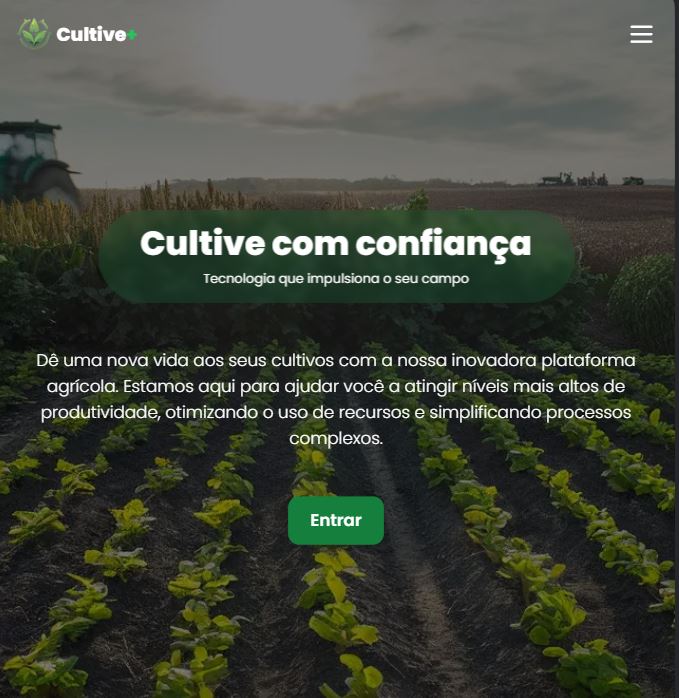 Cultive+
Cultive com confiança
Tecnologia que impulsiona o seu campo
Dê uma nova vida aos seus cultivos com a nossa inovadora plataforma
agrícola. Estamos aqui para ajudar você a atingir níveis mais altos de
produtividade, otimizando o uso de recursos e simplificando processos
complexos.
Entrar